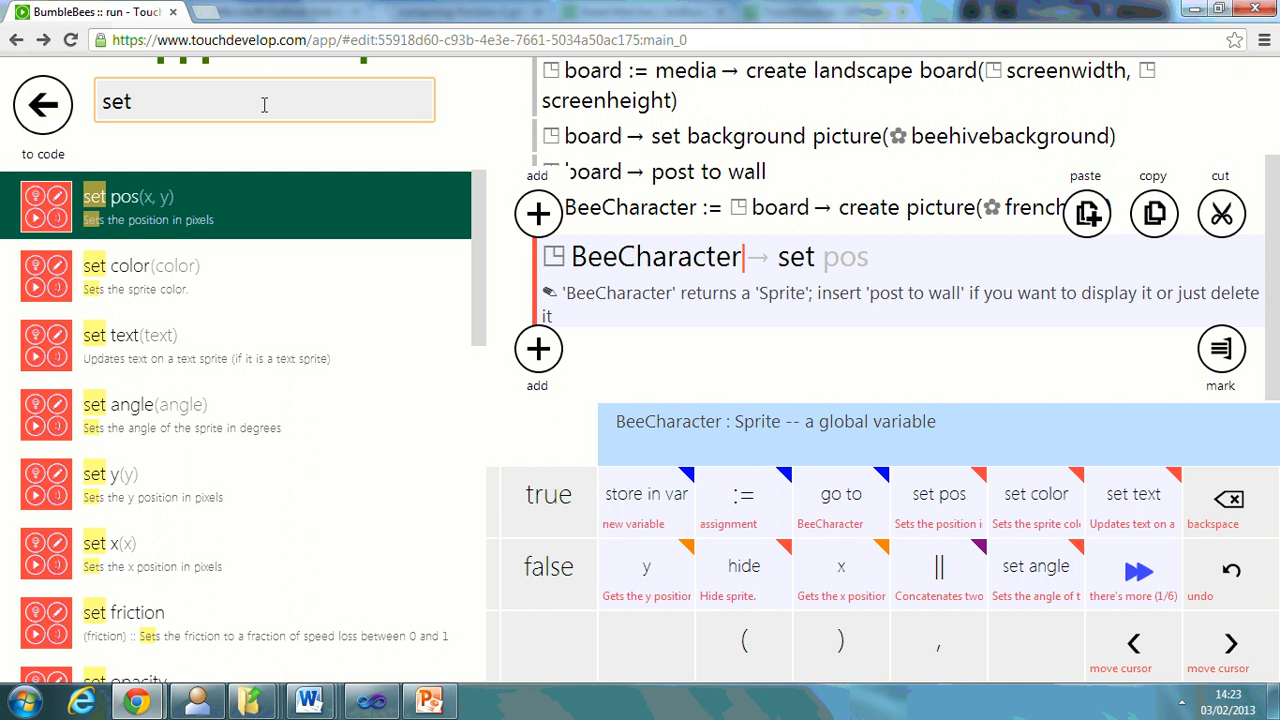 BumbleBees :: run - Touch
https://www.touchdevelop.com/app/#edit:55918d60-c93b-4e3e-7661-5034a50ac175:main_0
set
to code
set pos(x, y)
Sets the position in pixels
set color(color)
Sets the sprite color.
set text(text)
Updates text on a text sprite (if it is a text sprite)
set angle(angle)
Sets the angle of the sprite in degrees
set y(y)
Sets the y position in pixels
set x(x)
Sets the x position in pixels
set friction
(friction) :: Sets the friction to a fraction of speed loss between 0 and 1
set opacity
board := media → create landscape board(screenwidth,
screenheight)
board → set background picture(beehivebackground)
board → post to wall
add
paste
copy
cut
BeeCharacter := board → create picture(french
BeeCharacter → set pos
'BeeCharacter' returns a 'Sprite'; insert 'post to wall' if you want to display it or just delete
it
add
mark
BeeCharacter : Sprite -- a global variable
true
store in var
new variable
:=
assignment
go to
BeeCharacter
set pos
Sets the position i
set color
Sets the sprite col
set text
Updates text on a
backspace
false
y
Gets the y position
hide
Hide sprite.
x
Gets the x position
||
Concatenates two
set angle
Sets the angle of t
there's more (1/6)
undo
(
)
,
move cursor
move cursor
14:23
03/02/2013